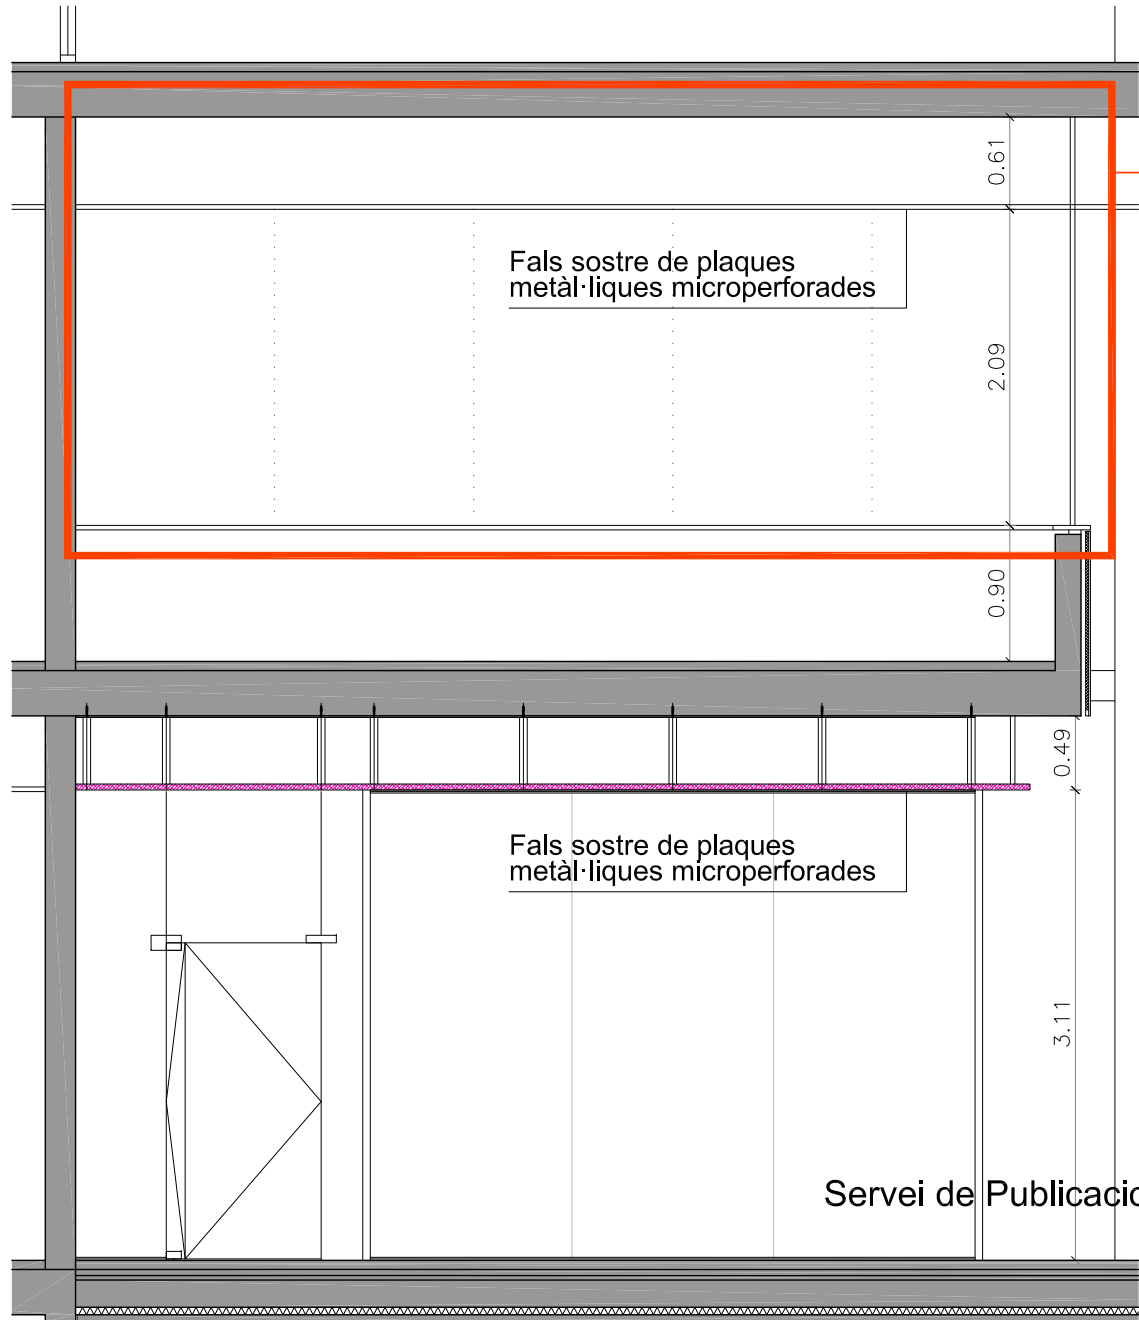 0.61
Fals sostre de plaques
metàl·liques microperforades
2.09
0.90
0.49
Fals sostre de plaques
metàl·liques microperforades
3.11
Servei de Publicacio